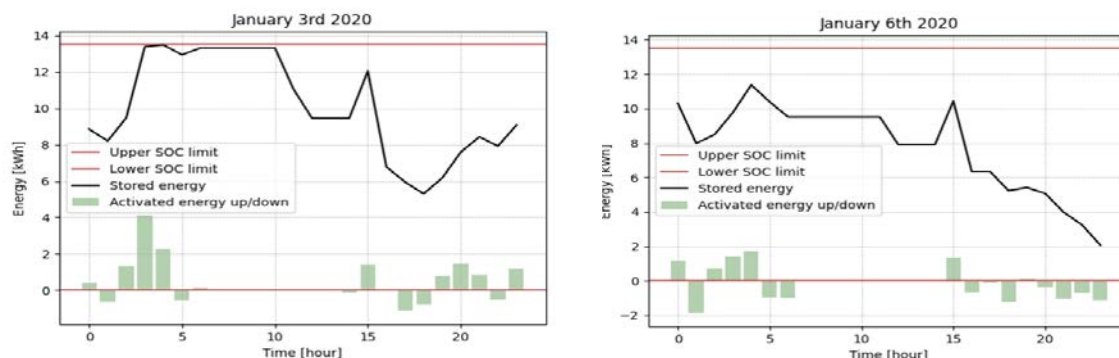 January 3rd 2020
14
12
10
8
6
4
2
0
Energy [kWh]
Upper SOC limit
Lower SOC limit
Stored energy
Activated energy up/down
0 5 10 15 20
Time [hour]
January 6th 2020
14
12
10
8
6
4
2
0
−2
Energy [kWh]
Upper SOC limit
Lower SOC limit
Stored energy
Activated energy up/down
0 5 10 15 20
Time [hour]